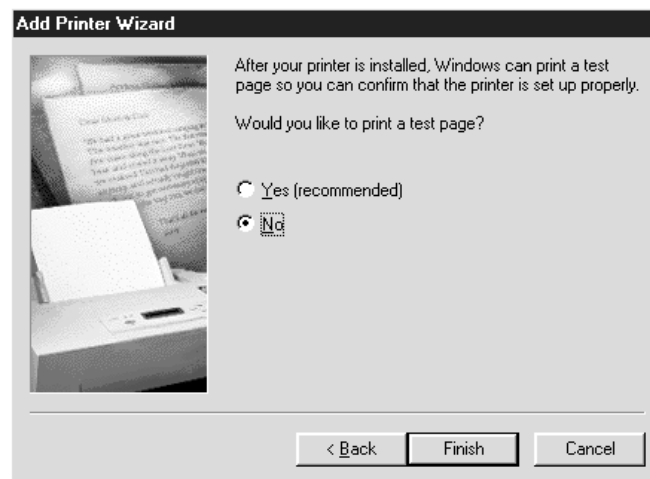 Add Printer Wizard
After your printer is installed, Windows can print a test
page so you can confirm that the printer is set up properly.
Would you like to print a test page?
Yes (recommended)
No
< Back
Finish
Cancel